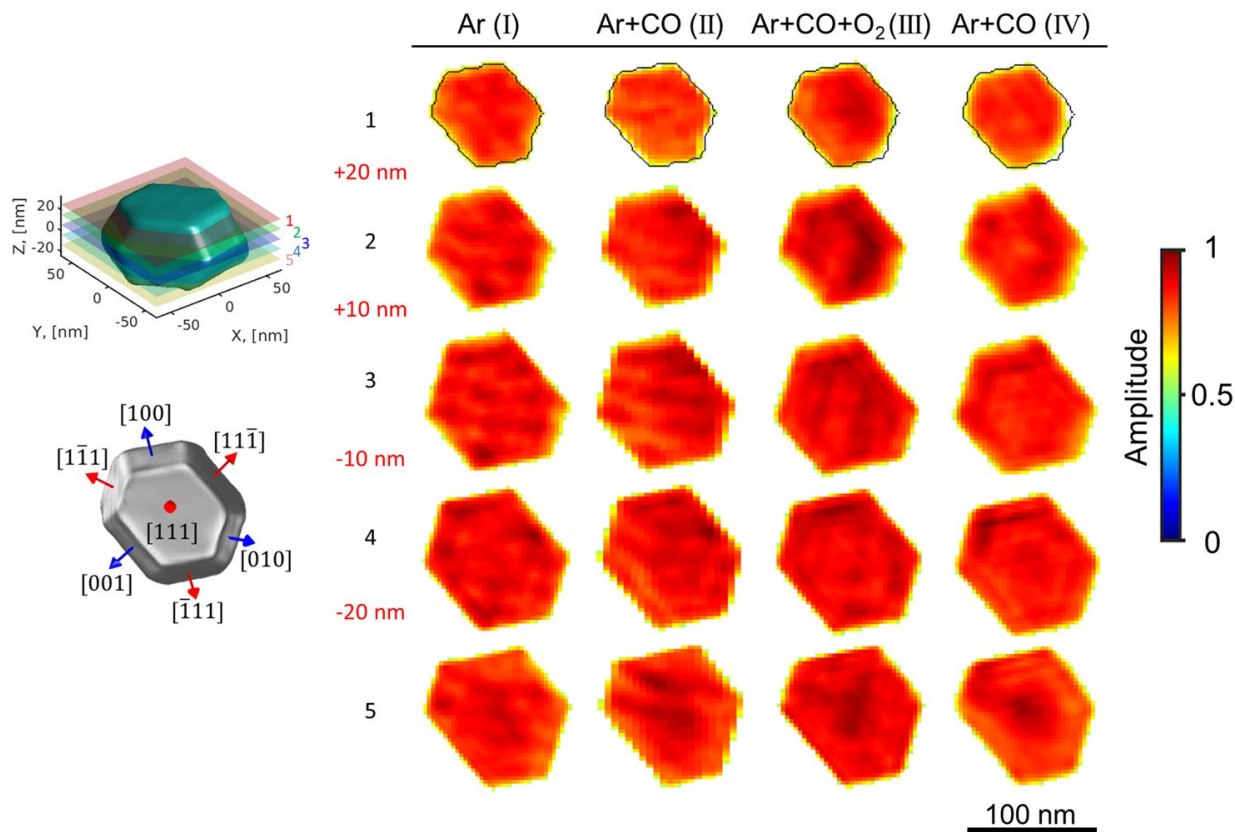 Ar (I) Ar+CO (II) Ar+CO+O₂(III) Ar+CO (IV)
1
+20 nm
2
+10 nm
3
-10 nm
4
-20 nm
5
Z, [nm]
20
0
-20
1
2
3
4
5
50
0
-50
Y, [nm]
-50
0
50
X, [nm]
[100]
[11̄1]
[111̄]
[111]
[001]
[010]
[1̄11]
Amplitude
1
0.5
0
100 nm